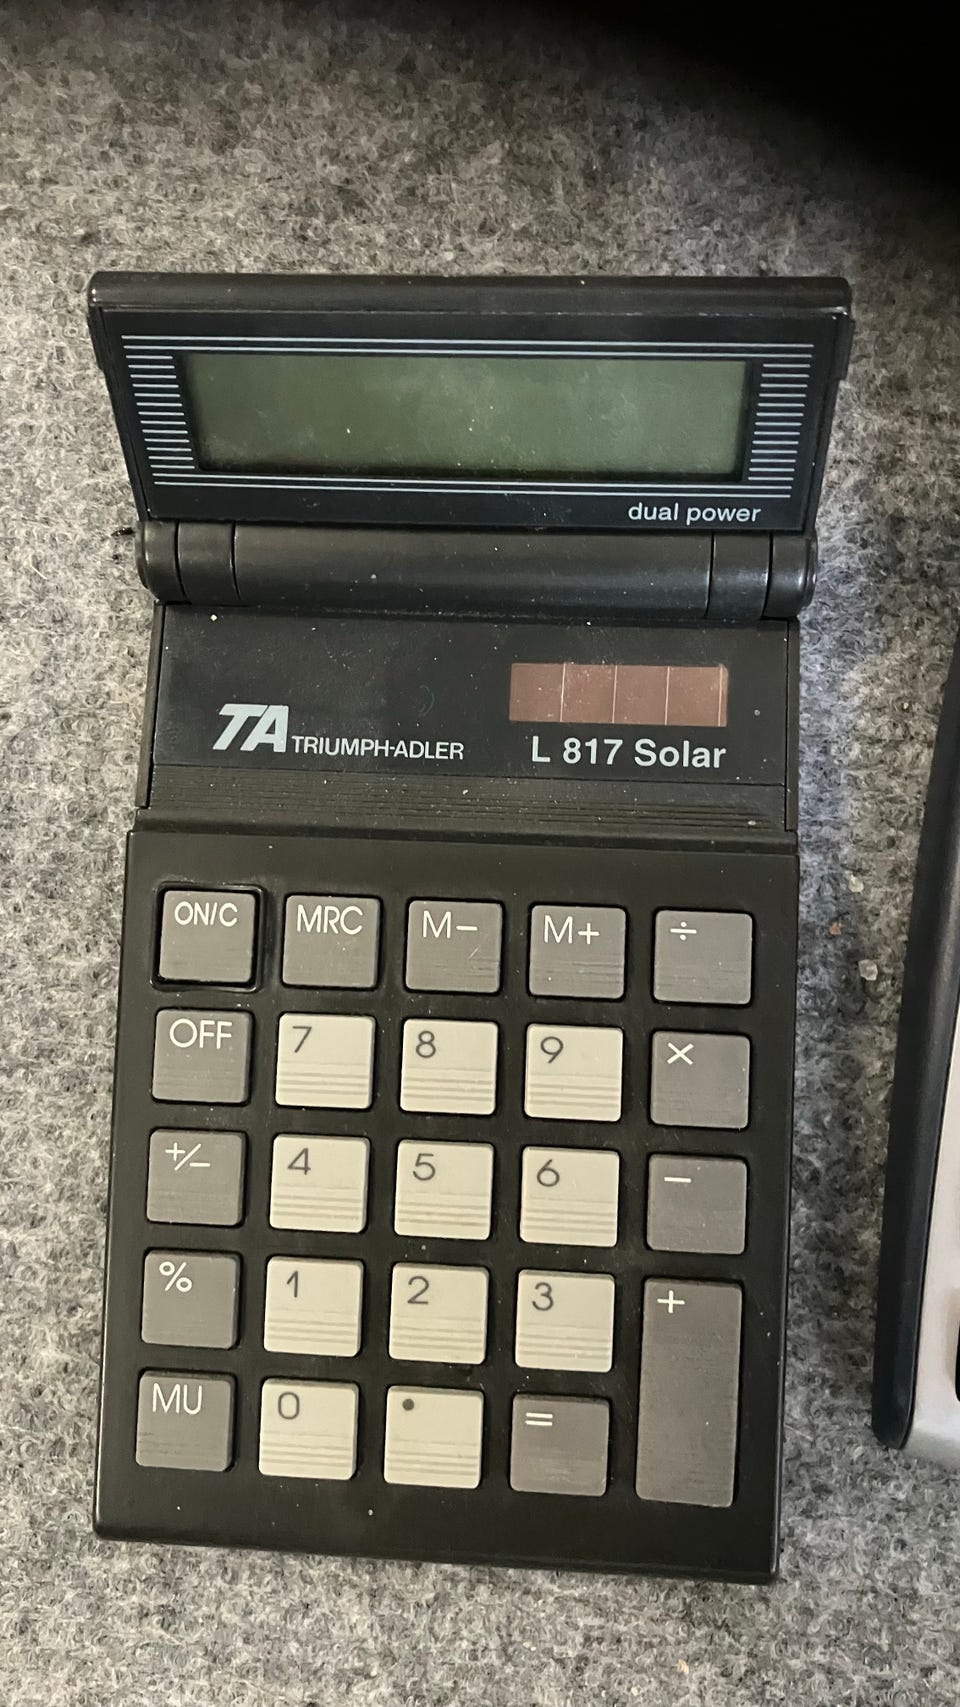 dual power
TA TRIUMPH-ADLER L 817 Solar
ON/C MRC M− M+ ÷
OFF 7 8 9 ×
+/− 4 5 6 −
% 1 2 3 +
MU 0 • =